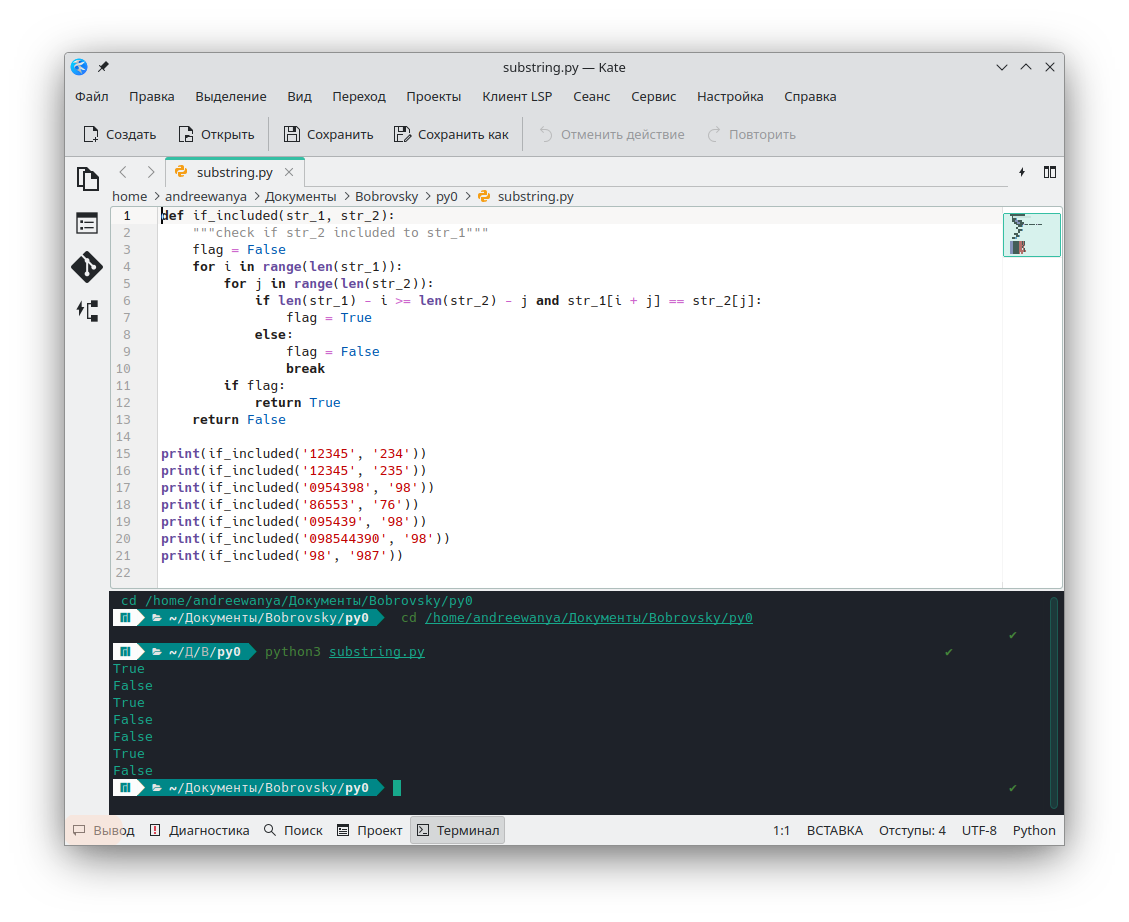 substring.py — Kate
Файл Правка Выделение Вид Переход Проекты Клиент LSP Сеанс Сервис Настройка Справка
Создать Открыть Сохранить Сохранить как Отменить действие Повторить
substring.py
home > andreewanya > Документы > Bobrovsky > py0 > substring.py
1 def if_included(str_1, str_2):
2     """check if str_2 included to str_1"""
3     flag = False
4     for i in range(len(str_1)):
5         for j in range(len(str_2)):
6             if len(str_1) - i >= len(str_2) - j and str_1[i + j] == str_2[j]:
7                 flag = True
8             else:
9                 flag = False
10                 break
11         if flag:
12             return True
13     return False
14
15 print(if_included('12345', '234'))
16 print(if_included('12345', '235'))
17 print(if_included('0954398', '98'))
18 print(if_included('86553', '76'))
19 print(if_included('095439', '98'))
20 print(if_included('098544390', '98'))
21 print(if_included('98', '987'))
22
cd /home/andreewanya/Документы/Bobrovsky/py0
~/Документы/Bobrovsky/py0 cd /home/andreewanya/Документы/Bobrovsky/py0
✔
~/Д/B/py0 python3 substring.py ✔
True
False
True
False
False
True
False
~/Документы/Bobrovsky/py0 ✔
Вывод Диагностика Поиск Проект Терминал 1:1 ВСТАВКА Отступы: 4 UTF-8 Python